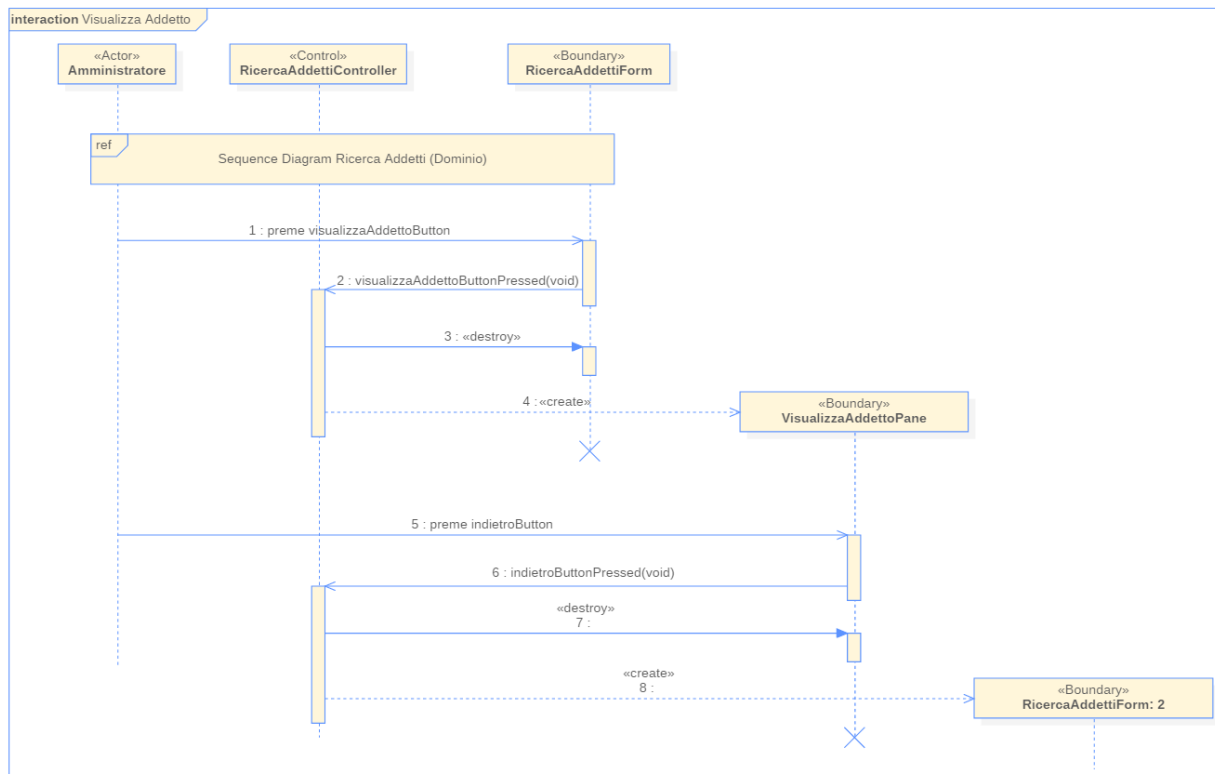 interaction Visualizza Addetto
«Actor»
Amministratore
«Control»
RicercaAddettiController
«Boundary»
RicercaAddettiForm
ref
Sequence Diagram Ricerca Addetti (Dominio)
1 : preme visualizzaAddettoButton
2 : visualizzaAddettoButtonPressed(void)
3 : «destroy»
4 :«create»
«Boundary»
VisualizzaAddettoPane
5 : preme indietroButton
6 : indietroButtonPressed(void)
«destroy»
7 :
«create»
8 :
«Boundary»
RicercaAddettiForm: 2